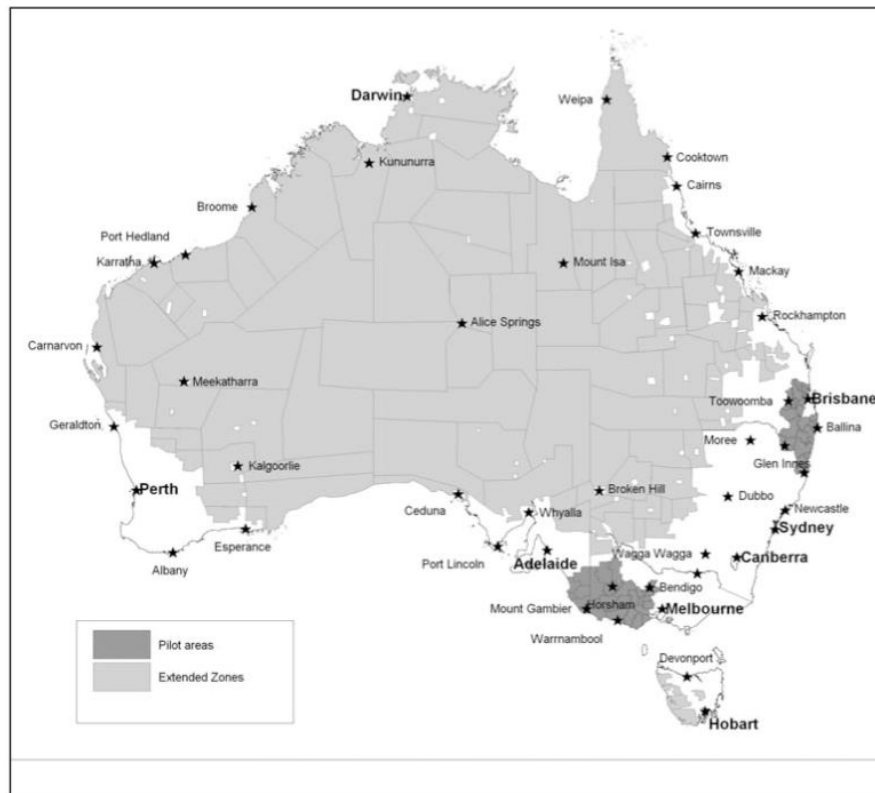 Darwin
Weipa
Kununurra
Cooktown
Cairns
Broome
Port Hedland
Townsville
Karratha
Mount Isa
Mackay
Rockhampton
Alice Springs
Carnarvon
Meekatharra
Toowoomba
Brisbane
Geraldton
Moree
Ballina
Glen Innes
Kalgoorlie
Perth
Broken Hill
Dubbo
Ceduna
Whyalla
Newcastle
Esperance
Sydney
Albany
Port Lincoln
Adelaide
Wagga Wagga
Canberra
Bendigo
Mount Gambier
Horsham
Melbourne
Warrnambool
Pilot areas
Extended Zones
Devonport
Hobart